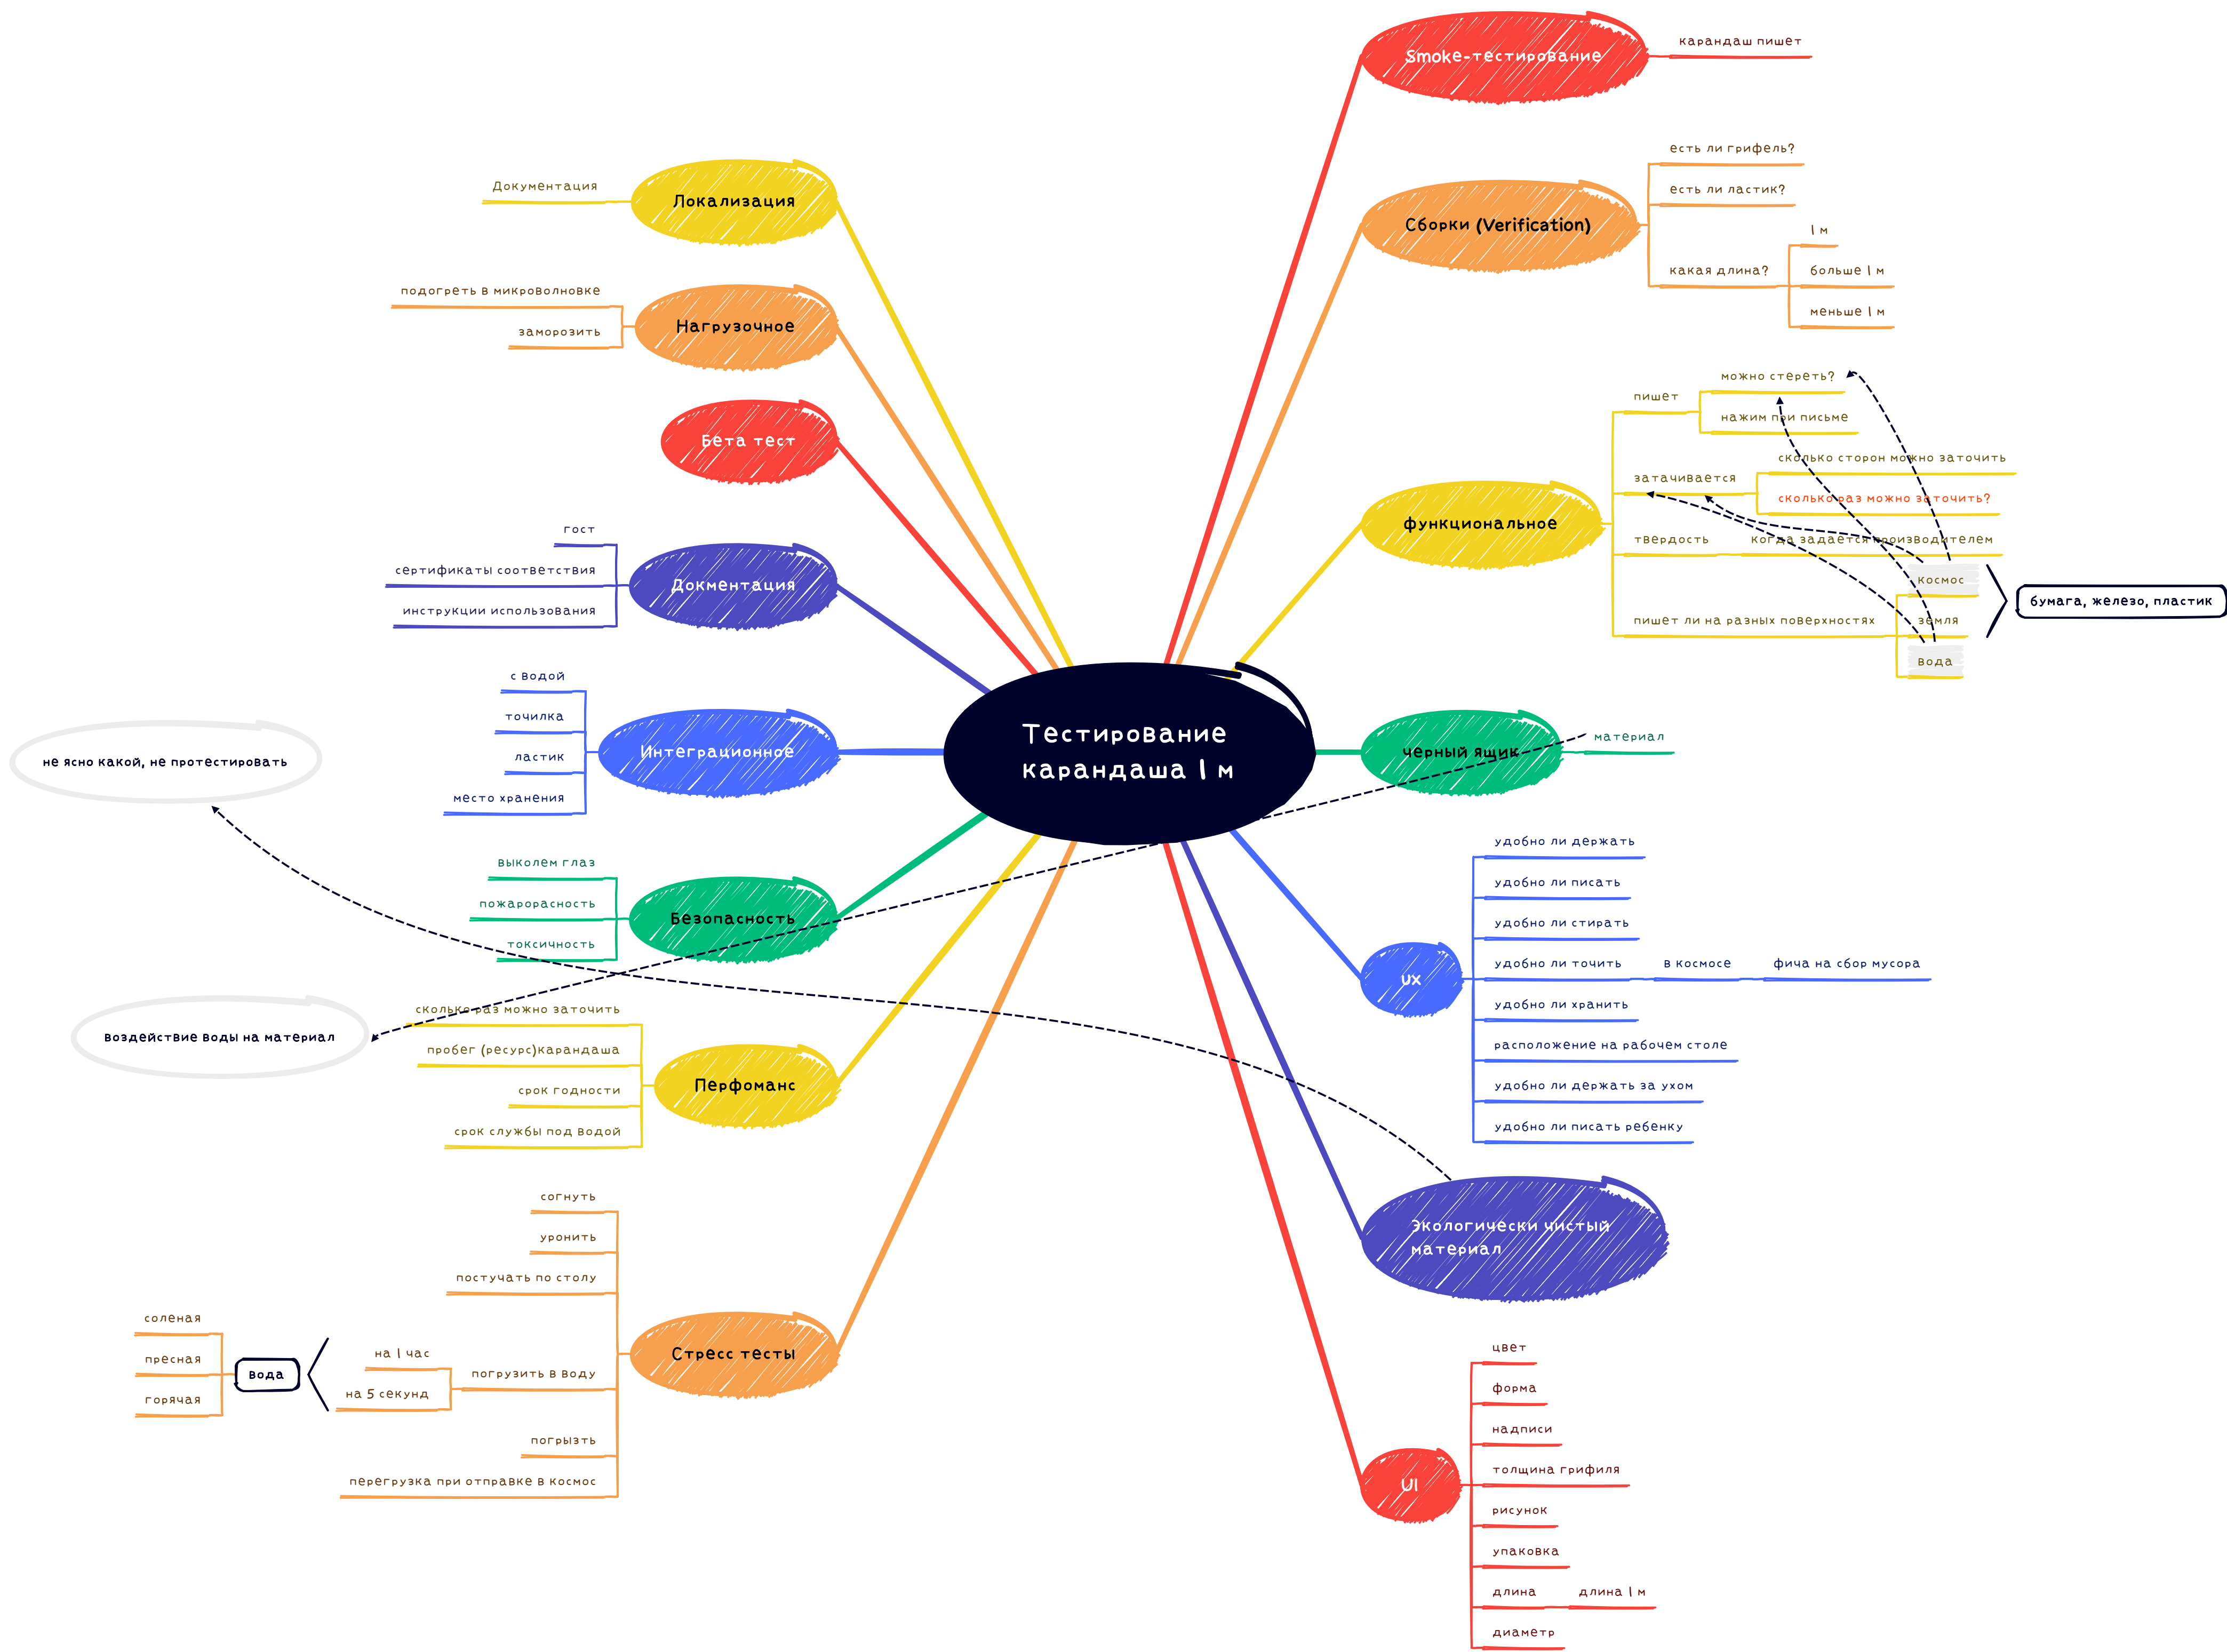 Тестирование
карандаша 1 м
Smoke-тестирование
карандаш пишет
Сборки (Verification)
есть ли грифель?
есть ли ластик?
какая длина?
1 м
больше 1 м
меньше 1 м
функциональное
пишет
можно стереть?
нажим при письме
затачивается
сколько сторон можно заточить
сколько раз можно заточить?
твердость
когда задается производителем
пишет ли на разных поверхностях
космос
земля
вода
бумага, железо, пластик
черный ящик
материал
ux
удобно ли держать
удобно ли писать
удобно ли стирать
удобно ли точить
в космосе
фича на сбор мусора
удобно ли хранить
расположение на рабочем столе
удобно ли держать за ухом
удобно ли писать ребенку
Экологически чистый
материал
UI
цвет
форма
надписи
толщина грифиля
рисунок
упаковка
длина
длина 1 м
диаметр
Локализация
Документация
Нагрузочное
подогреть в микроволновке
заморозить
Бета тест
Докментация
гост
сертификаты соответствия
инструкции использования
Интеграционное
с водой
точилка
ластик
место хранения
не ясно какой, не протестировать
Безопасность
выколем глаз
пожарорасность
токсичность
воздействие воды на материал
Перфоманс
сколько раз можно заточить
пробег (ресурс)карандаша
срок годности
срок службы под водой
Стресс тесты
согнуть
уронить
постучать по столу
погрузить в воду
на 1 час
на 5 секунд
вода
соленая
пресная
горячая
погрызть
перегрузка при отправке в космос